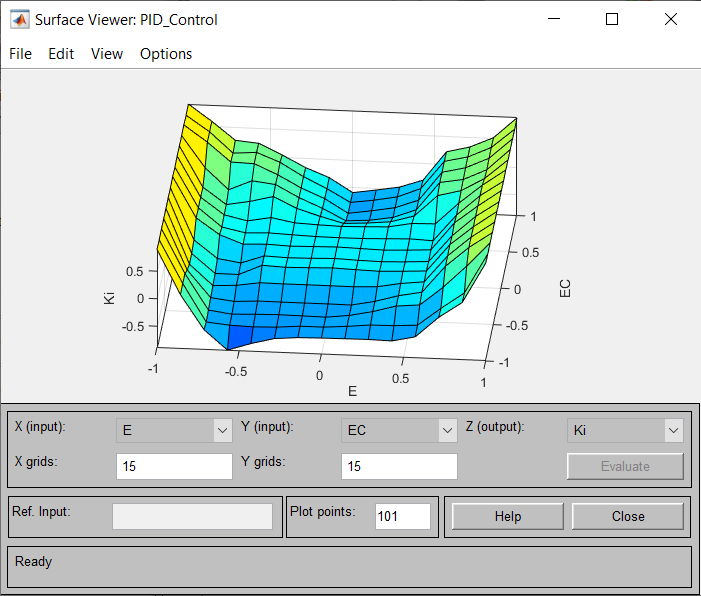 Surface Viewer: PID_Control
File Edit View Options
1
0.5
0
-0.5
-1
EC
0.5
0
-0.5
Ki
-1
-0.5
0
0.5
1
E
X (input): E Y (input): EC Z (output): Ki
X grids: 15 Y grids: 15 Evaluate
Ref. Input: Plot points: 101 Help Close
Ready